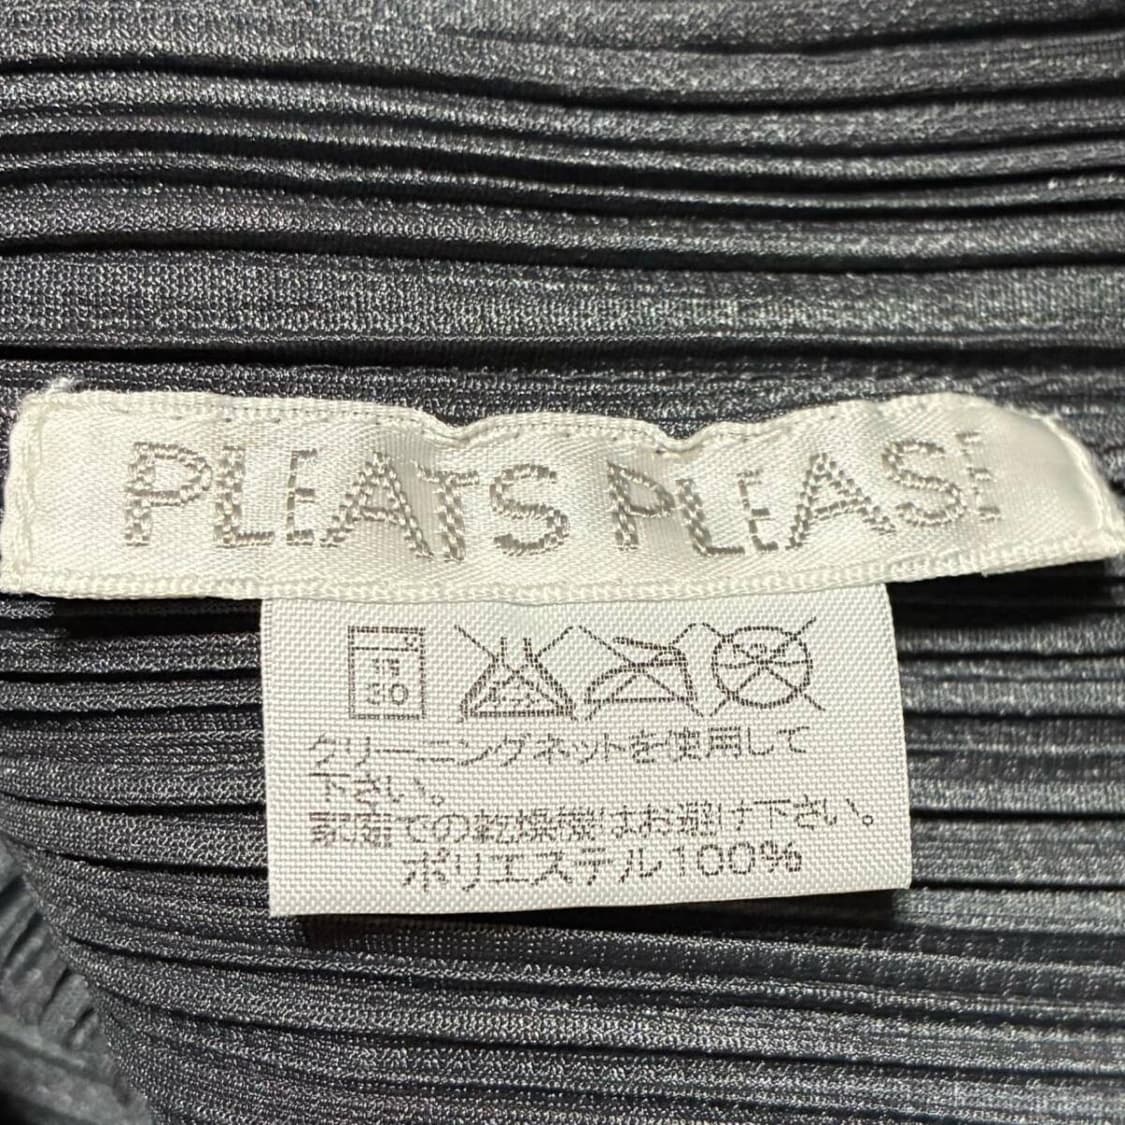 PLEATS PLEASE
30
クリーニングネットを使用して
下さい。
家庭での乾燥機はお避け下さい。
ポリエステル100%